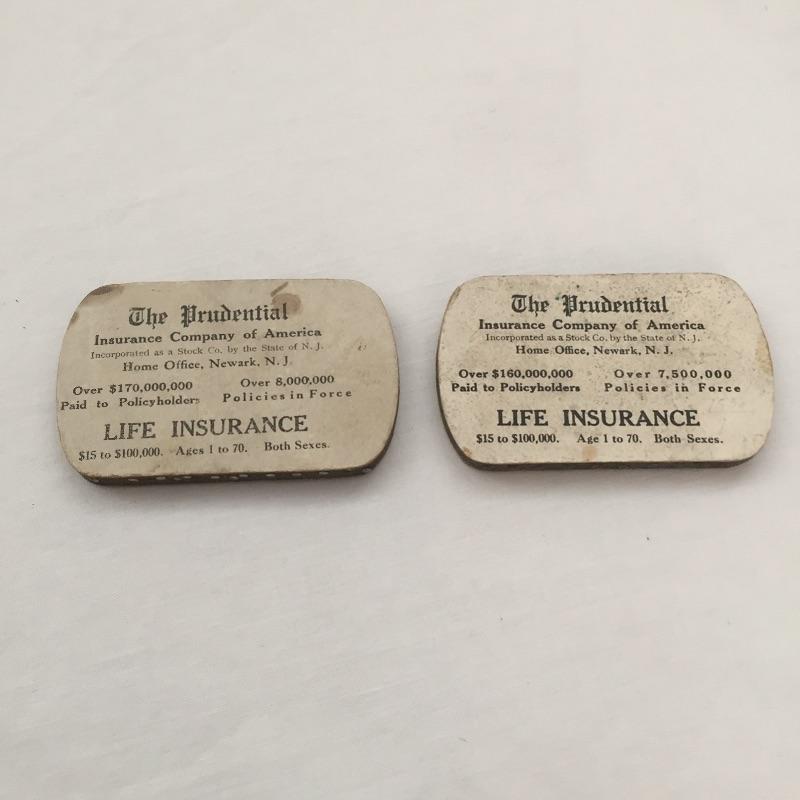 The Prudential
Insurance Company of America
Incorporated as a Stock Co. by the State of N. J.
Home Office, Newark, N. J.
Over $170,000,000 Over 8,000,000
Paid to Policyholders Policies in Force
LIFE INSURANCE
$15 to $100,000. Ages 1 to 70. Both Sexes.
The Prudential
Insurance Company of America
Incorporated as a Stock Co. by the State of N. J.
Home Office, Newark, N. J.
Over $160,000,000 Over 7,500,000
Paid to Policyholders Policies in Force
LIFE INSURANCE
$15 to $100,000. Age 1 to 70. Both Sexes.